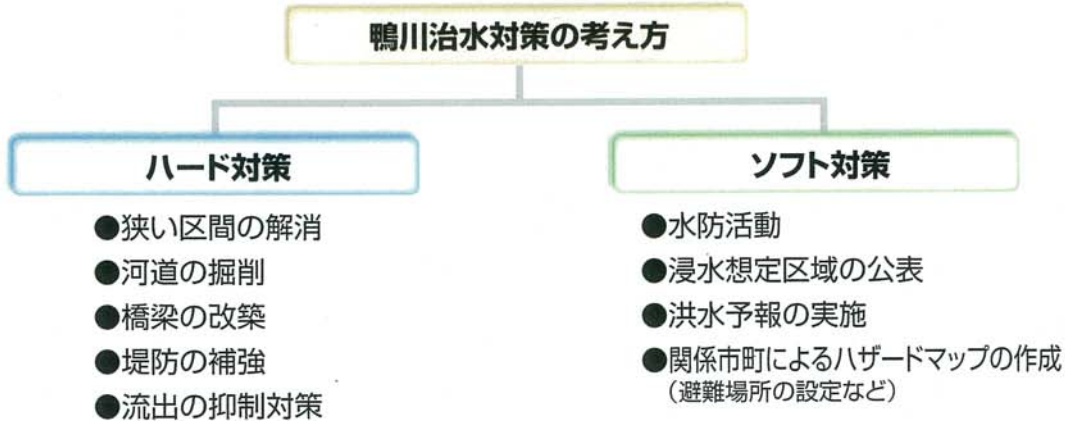 鴨川治水対策の考え方
ハード対策
●狭い区間の解消
●河道の掘削
●橋梁の改築
●堤防の補強
●流出の抑制対策
ソフト対策
●水防活動
●浸水想定区域の公表
●洪水予報の実施
●関係市町によるハザードマップの作成
（避難場所の設定など）